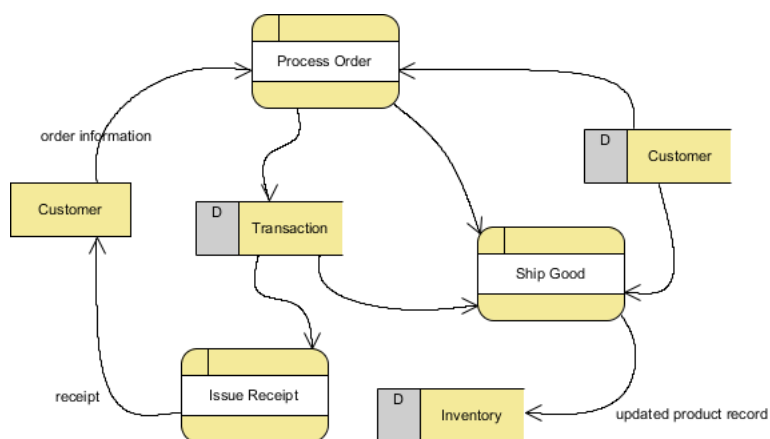 Process Order
order information
D
Customer
Customer
D
Transaction
Ship Good
Issue Receipt
receipt
D
Inventory
updated product record